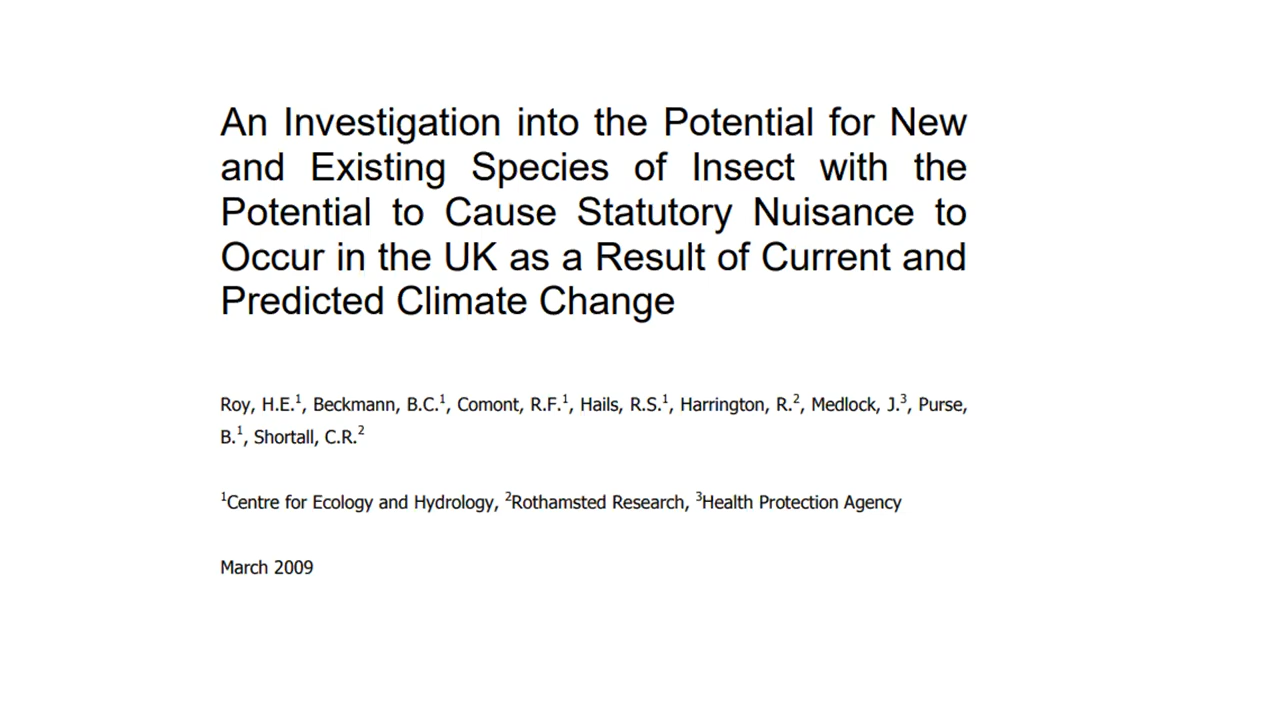 An Investigation into the Potential for New
and Existing Species of Insect with the
Potential to Cause Statutory Nuisance to
Occur in the UK as a Result of Current and
Predicted Climate Change
Roy, H.E.¹, Beckmann, B.C.¹, Comont, R.F.¹, Hails, R.S.¹, Harrington, R.², Medlock, J.³, Purse,
B.¹, Shortall, C.R.²
¹Centre for Ecology and Hydrology, ²Rothamsted Research, ³Health Protection Agency
March 2009